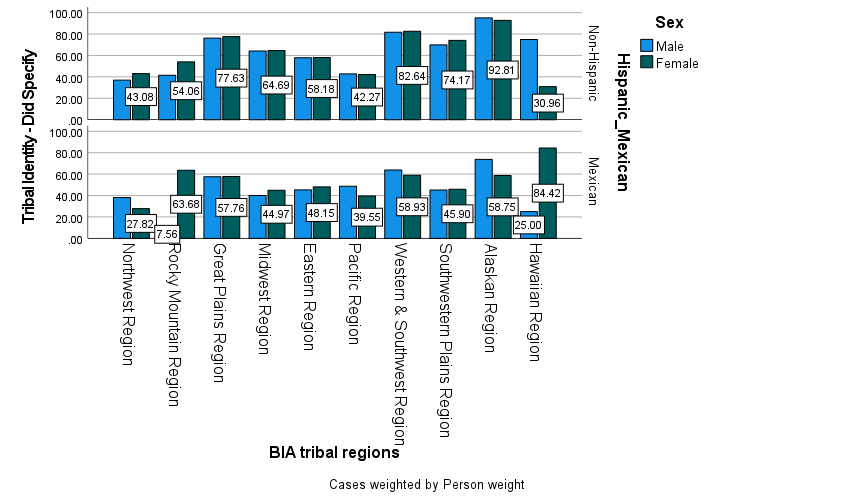 Sex
Male
Female
Tribal Identity - Did Specify
100.00
80.00
60.00
40.00
20.00
.00
43.08
54.06
77.63
64.69
58.18
42.27
82.64
74.17
92.81
30.96
Non-Hispanic
Hispanic_Mexican
100.00
80.00
60.00
40.00
20.00
.00
27.82
7.56
63.68
57.76
44.97
48.15
39.55
58.93
45.90
58.75
25.00
84.42
Mexican
Northwest Region
Rocky Mountain Region
Great Plains Region
Midwest Region
Eastern Region
Pacific Region
Western & Southwest Region
Southwestern Plains Region
Alaskan Region
Hawaiian Region
BIA tribal regions
Cases weighted by Person weight